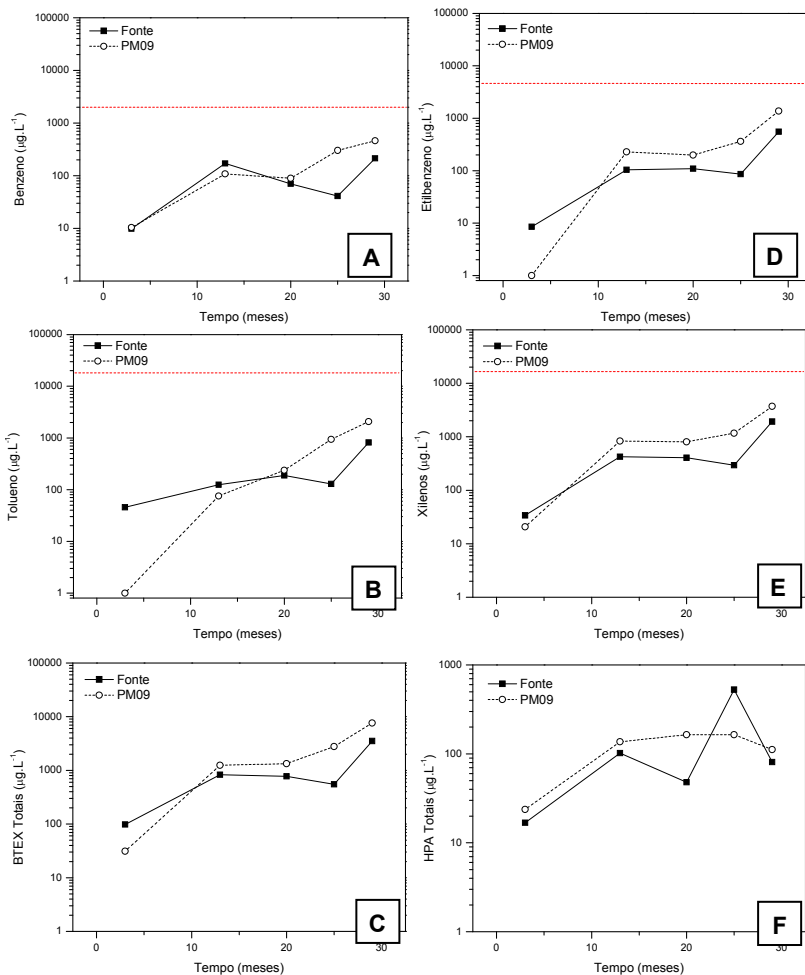 100000
10000
1000
100
10
1
Benzeno (µg.L⁻¹)
Fonte
PM09
A
0
10
20
30
Tempo (meses)
100000
10000
1000
100
10
1
Etilbenzeno (µg.L⁻¹)
Fonte
PM09
D
0
10
20
30
Tempo (meses)
100000
10000
1000
100
10
1
Tolueno (µg.L⁻¹)
Fonte
PM09
B
0
10
20
30
Tempo (meses)
100000
10000
1000
100
10
1
Xilenos (µg.L⁻¹)
Fonte
PM09
E
0
10
20
30
Tempo (meses)
100000
10000
1000
100
10
1
BTEX Totais (µg.L⁻¹)
Fonte
PM09
C
0
10
20
30
Tempo (meses)
1000
100
10
1
HPA Totais (µg.L⁻¹)
Fonte
PM09
F
0
10
20
30
Tempo (meses)